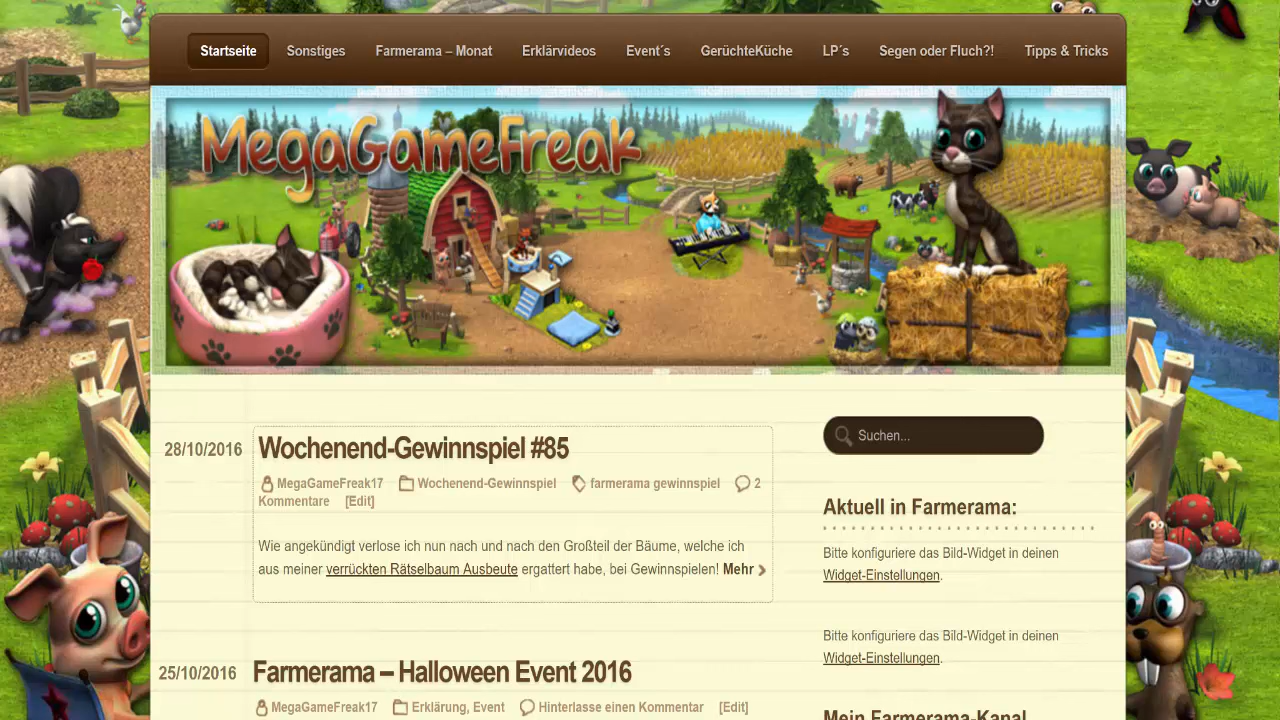 Startseite Sonstiges Farmerama – Monat Erklärvideos Event´s GerüchteKüche LP´s Segen oder Fluch?! Tipps & Tricks
MegaGameFreak
28/10/2016
Wochenend-Gewinnspiel #85
MegaGameFreak17 Wochenend-Gewinnspiel farmerama gewinnspiel 2
Kommentare [Edit]
Wie angekündigt verlose ich nun nach und nach den Großteil der Bäume, welche ich
aus meiner verrückten Rätselbaum Ausbeute ergattert habe, bei Gewinnspielen! Mehr
25/10/2016
Farmerama – Halloween Event 2016
MegaGameFreak17 Erklärung, Event Hinterlasse einen Kommentar [Edit]
Suchen...
Aktuell in Farmerama:
Bitte konfiguriere das Bild-Widget in deinen
Widget-Einstellungen.
Bitte konfiguriere das Bild-Widget in deinen
Widget-Einstellungen.
Mein Farmerama-Kanal